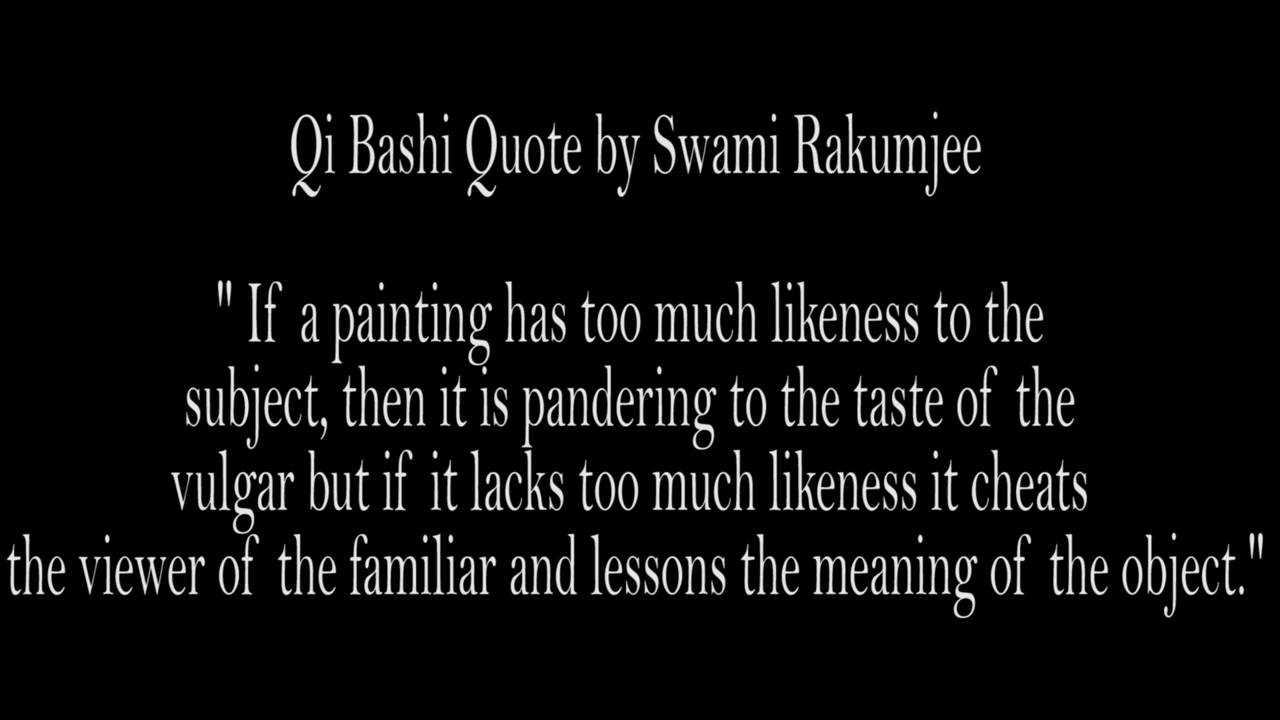 Qi Bashi Quote by Swami Rakumjee
" If a painting has too much likeness to the
subject, then it is pandering to the taste of the
vulgar but if it lacks too much likeness it cheats
the viewer of the familiar and lessons the meaning of the object."